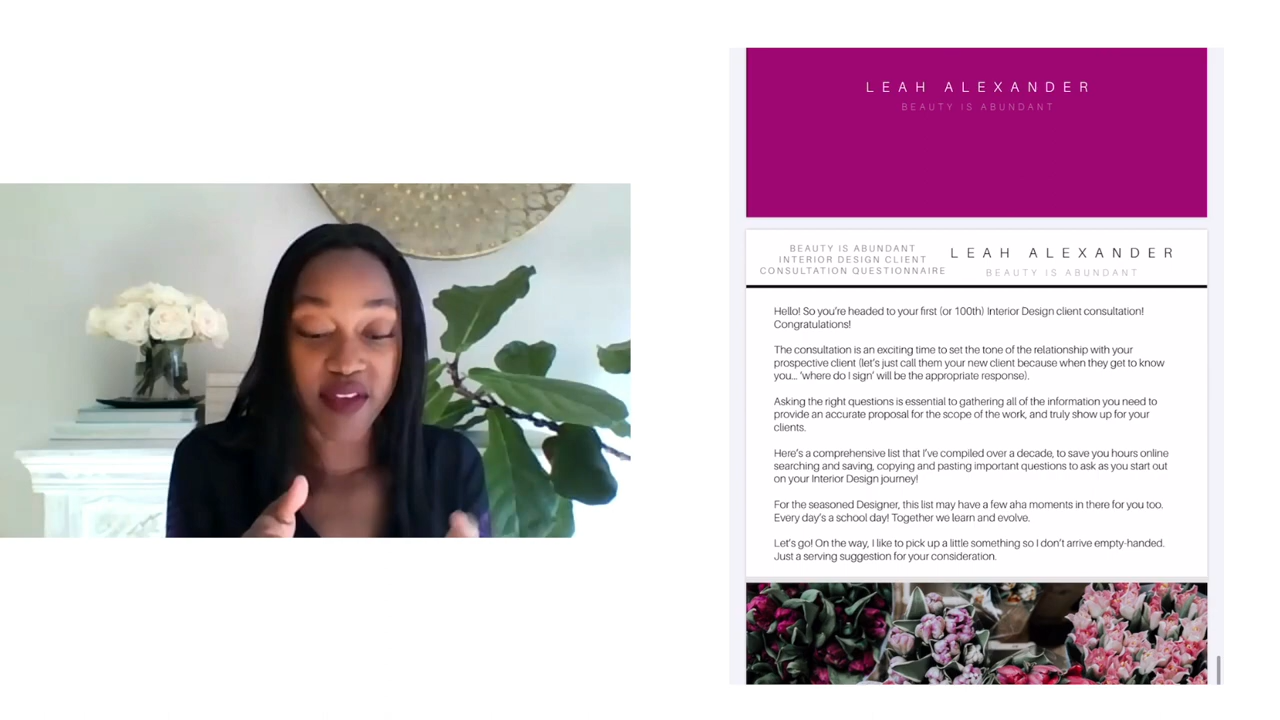 LEAH ALEXANDER
BEAUTY IS ABUNDANT
BEAUTY IS ABUNDANT
INTERIOR DESIGN CLIENT
CONSULTATION QUESTIONNAIRE
LEAH ALEXANDER
BEAUTY IS ABUNDANT
Hello! So you're headed to your first (or 100th) Interior Design client consultation!
Congratulations!
The consultation is an exciting time to set the tone of the relationship with your
prospective client (let's just call them your new client because when they get to know
you... 'where do I sign' will be the appropriate response).
Asking the right questions is essential to gathering all of the information you need to
provide an accurate proposal for the scope of the work, and truly show up for your
clients.
Here's a comprehensive list that I've compiled over a decade, to save you hours online
searching and saving, copying and pasting important questions to ask as you start out
on your Interior Design journey!
For the seasoned Designer, this list may have a few aha moments in there for you too.
Every day's a school day! Together we learn and evolve.
Let's go! On the way, I like to pick up a little something so I don't arrive empty-handed.
Just a serving suggestion for your consideration.